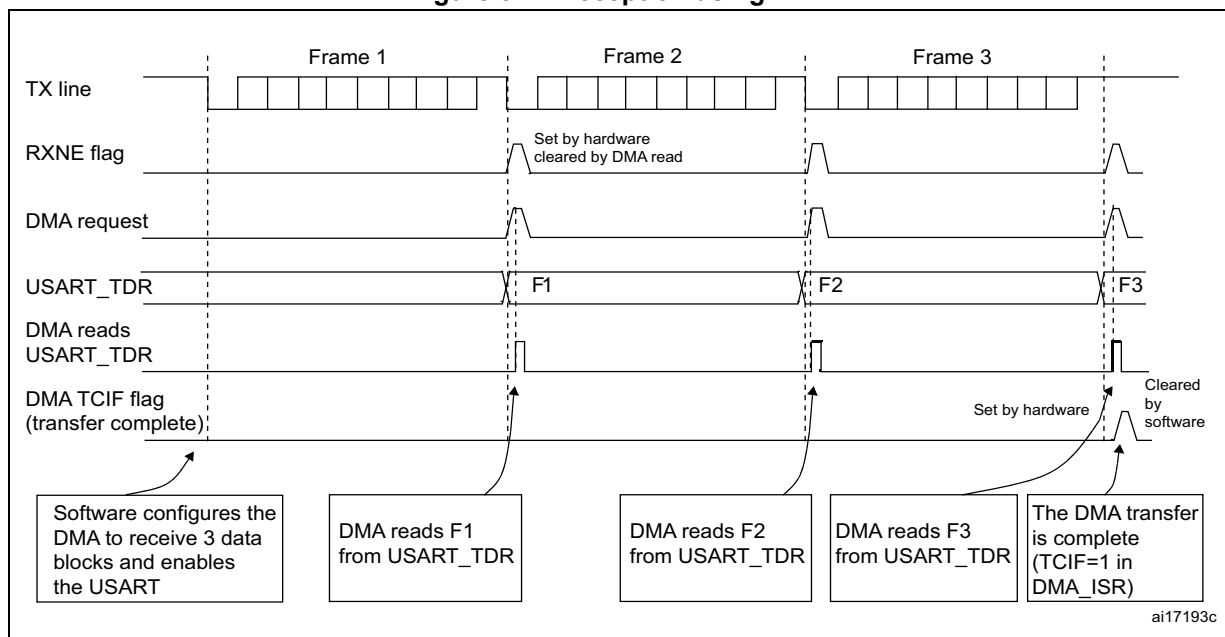 Frame 1
Frame 2
Frame 3
TX line
Set by hardware
cleared by DMA read
RXNE flag
DMA request
USART_TDR
F1
F2
F3
DMA reads
USART_TDR
DMA TCIF flag
(transfer complete)
Set by hardware
Cleared
by
software
Software configures the
DMA to receive 3 data
blocks and enables
the USART
DMA reads F1
from USART_TDR
DMA reads F2
from USART_TDR
DMA reads F3
from USART_TDR
The DMA transfer
is complete
(TCIF=1 in
DMA_ISR)
ai17193c